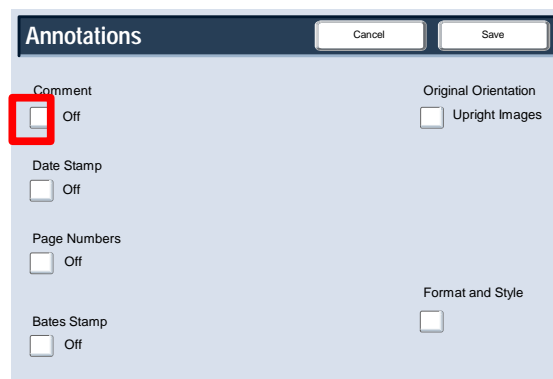 Annotations
Cancel
Save
Comment
Off
Original Orientation
Upright Images
Date Stamp
Off
Page Numbers
Off
Format and Style
Bates Stamp
Off